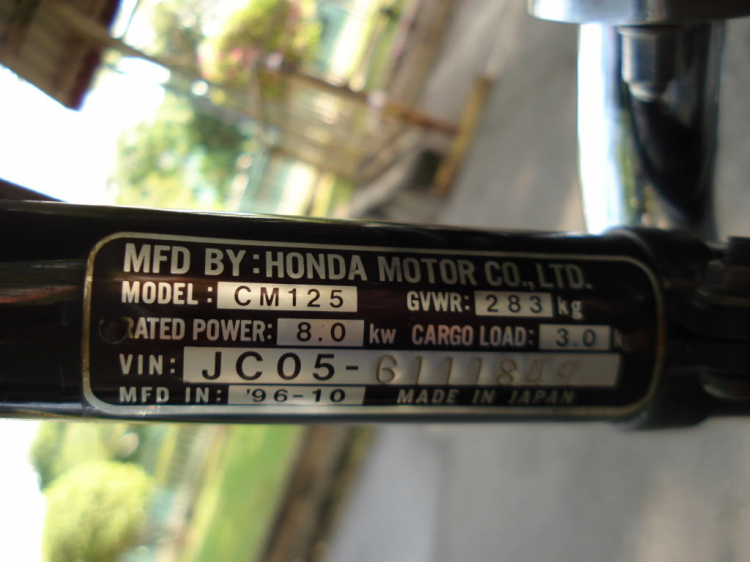 MFD BY: HONDA MOTOR CO., LTD.
MODEL: CM125 GVWR: 283 kg
RATED POWER: 8.0 kw CARGO LOAD: 3.0
VIN: JC05-6111849
MFD IN: '96-10 MADE IN JAPAN